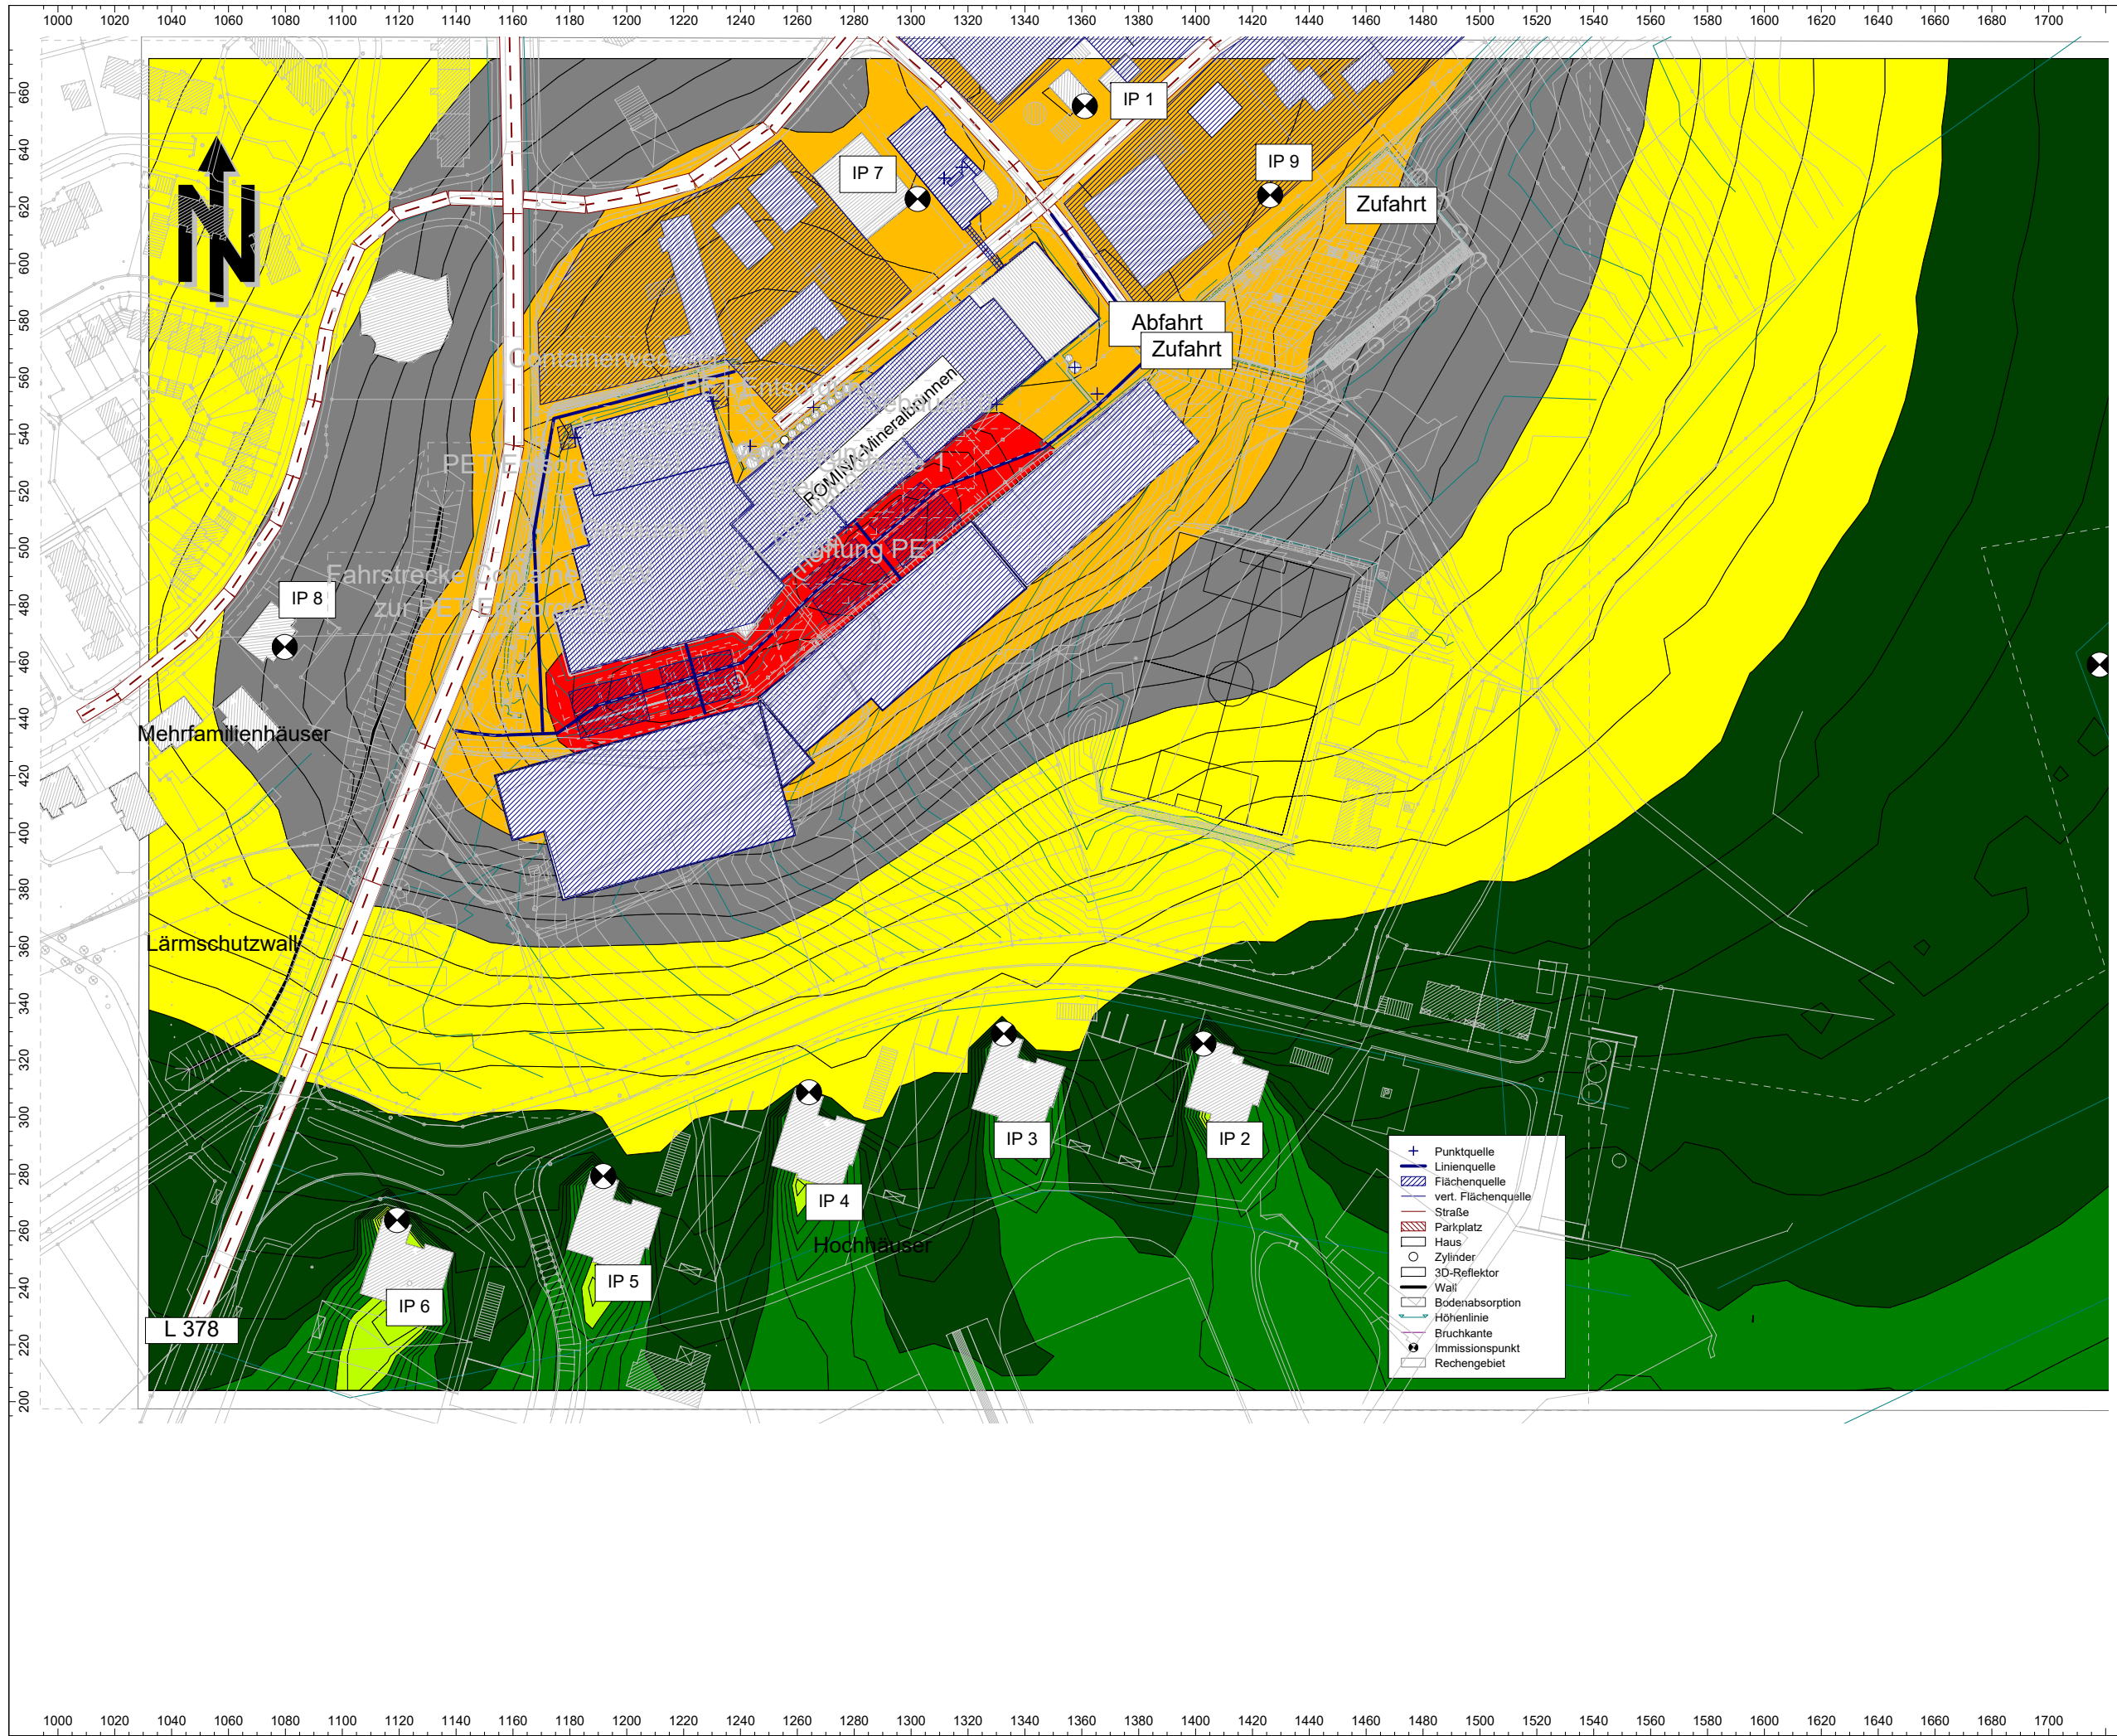 1000 1020 1040 1060 1080 1100 1120 1140 1160 1180 1200 1220 1240 1260 1280 1300 1320 1340 1360 1380 1400 1420 1440 1460 1480 1500 1520 1540 1560 1580 1600 1620 1640 1660 1680 1700
660
640
620
600
580
560
540
520
500
480
460
440
420
400
380
360
340
320
300
280
260
240
220
200
N
IP 1
IP 7
IP 9
Zufahrt
Abfahrt
Zufahrt
ROMINA-Mineralbrunnen
IP 8
Fahrstrecke Container
zur PET Entsorgung
Mehrfamilienhäuser
Lärmschutzwall
IP 3
IP 2
IP 4
Hochhäuser
IP 5
IP 6
L 378
Punktquelle
Linienquelle
Flächenquelle
vert. Flächenquelle
Straße
Parkplatz
Haus
Zylinder
3D-Reflektor
Wall
Bodenabsorption
Höhenlinie
Bruchkante
Immissionspunkt
Rechengebiet
1000 1020 1040 1060 1080 1100 1120 1140 1160 1180 1200 1220 1240 1260 1280 1300 1320 1340 1360 1380 1400 1420 1440 1460 1480 1500 1520 1540 1560 1580 1600 1620 1640 1660 1680 1700